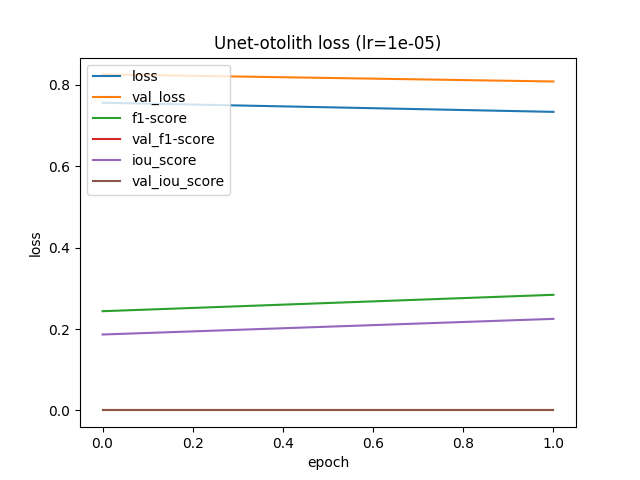 Unet-otolith loss (lr=1e-05)
loss
val_loss
f1-score
val_f1-score
iou_score
val_iou_score
loss
0.8
0.6
0.4
0.2
0.0
0.0 0.2 0.4 0.6 0.8 1.0
epoch